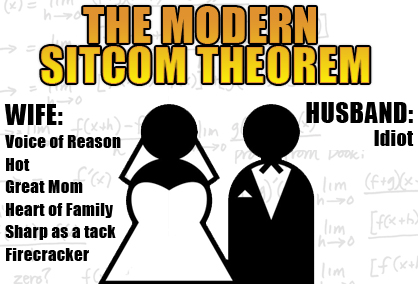 THE MODERN
SITCOM THEOREM
WIFE:
Voice of Reason
Hot
Great Mom
Heart of Family
Sharp as a tack
Firecracker
HUSBAND:
Idiot